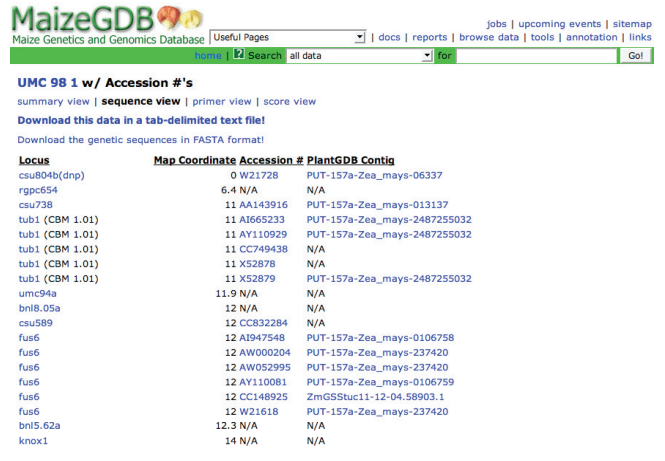 MaizeGDB
Maize Genetics and Genomics Database
Useful Pages
jobs | upcoming events | sitemap
| docs | reports | browse data | tools | annotation | links
home | ? Search all data for Go!
UMC 98 1 w/ Accession #'s
summary view | sequence view | primer view | score view
Download this data in a tab-delimited text file!
Download the genetic sequences in FASTA format!
Locus Map Coordinate Accession # PlantGDB Contig
csu804b(dnp) 0 W21728 PUT-157a-Zea_mays-06337
rgpc654 6.4 N/A N/A
csu738 11 AA143916 PUT-157a-Zea_mays-013137
tub1 (CBM 1.01) 11 AI665233 PUT-157a-Zea_mays-2487255032
tub1 (CBM 1.01) 11 AY110929 PUT-157a-Zea_mays-2487255032
tub1 (CBM 1.01) 11 CC749438 N/A
tub1 (CBM 1.01) 11 X52878 N/A
tub1 (CBM 1.01) 11 X52879 PUT-157a-Zea_mays-2487255032
umc94a 11.9 N/A N/A
bnl8.05a 12 N/A N/A
csu589 12 CC832284 N/A
fus6 12 AI947548 PUT-157a-Zea_mays-0106758
fus6 12 AW000204 PUT-157a-Zea_mays-237420
fus6 12 AW052995 PUT-157a-Zea_mays-237420
fus6 12 AY110081 PUT-157a-Zea_mays-0106759
fus6 12 CC148925 ZmGSStuc11-12-04.58903.1
fus6 12 W21618 PUT-157a-Zea_mays-237420
bnl5.62a 12.3 N/A N/A
knox1 14 N/A N/A